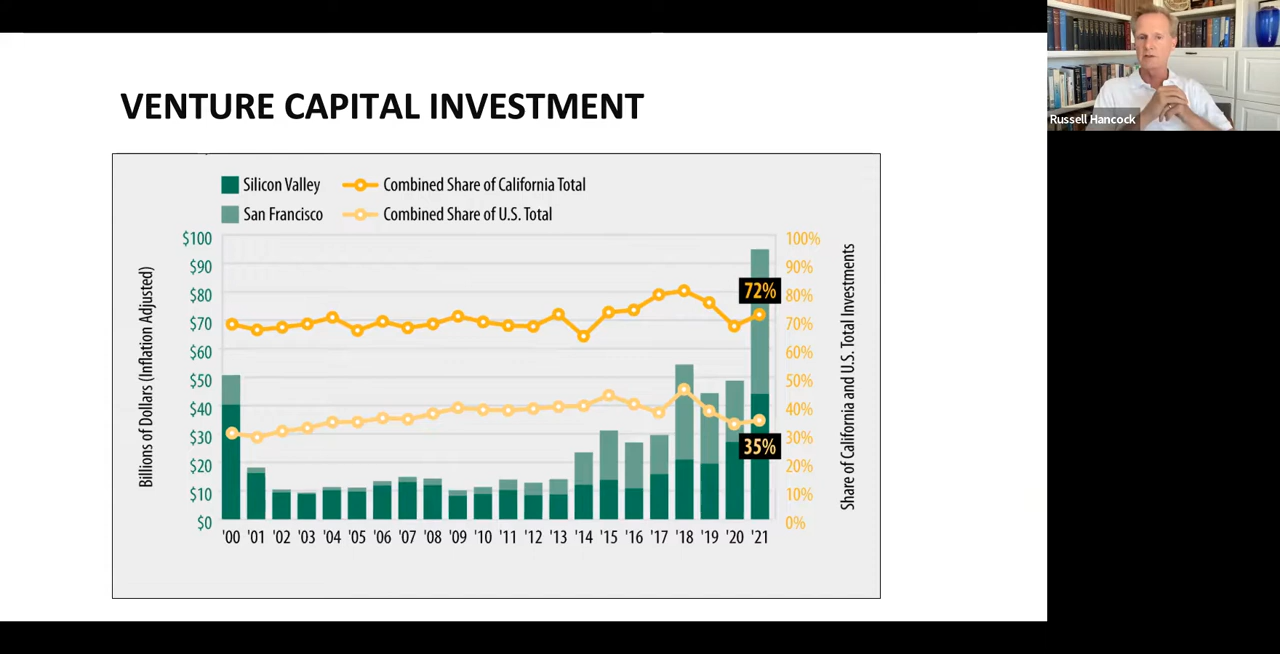 VENTURE CAPITAL INVESTMENT
Russell Hancock
Silicon Valley
Combined Share of California Total
San Francisco
Combined Share of U.S. Total
Billions of Dollars (Inflation Adjusted)
$100
$90
$80
$70
$60
$50
$40
$30
$20
$10
$0
72%
35%
100%
90%
80%
70%
60%
50%
40%
30%
20%
10%
0%
Share of California and U.S. Total Investments
'00 '01 '02 '03 '04 '05 '06 '07 '08 '09 '10 '11 '12 '13 '14 '15 '16 '17 '18 '19 '20 '21